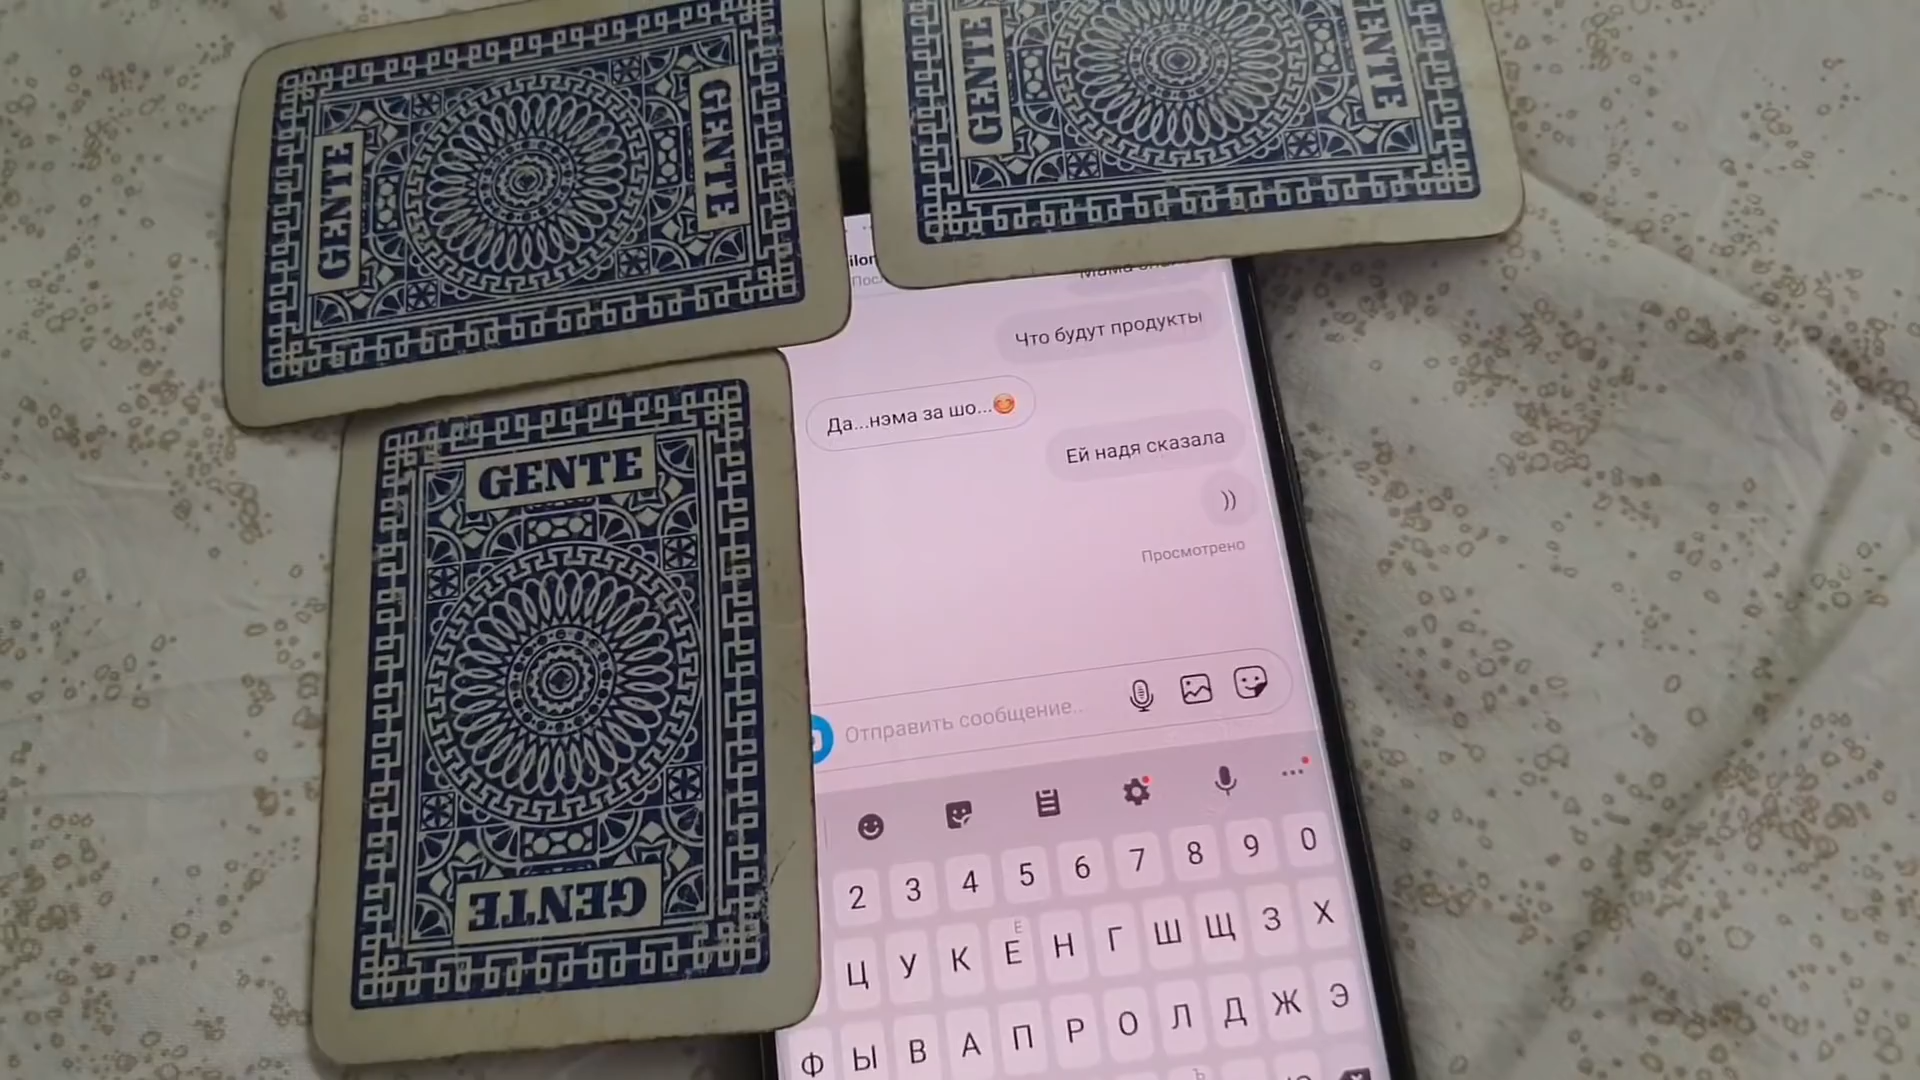 GENTE
GENTE
GENTE
GENTE
Что будут продукты
Да...нэма за шо...😊
Ей надя сказала
))
Просмотрено
GENTE
GENTE
Отправить сообщение...
2 3 4 5 6 7 8 9 0
Ц У К Е Н Г Ш Щ З Х
Ё
Ф Ы В А П Р О Л Д Ж Э
Ъ